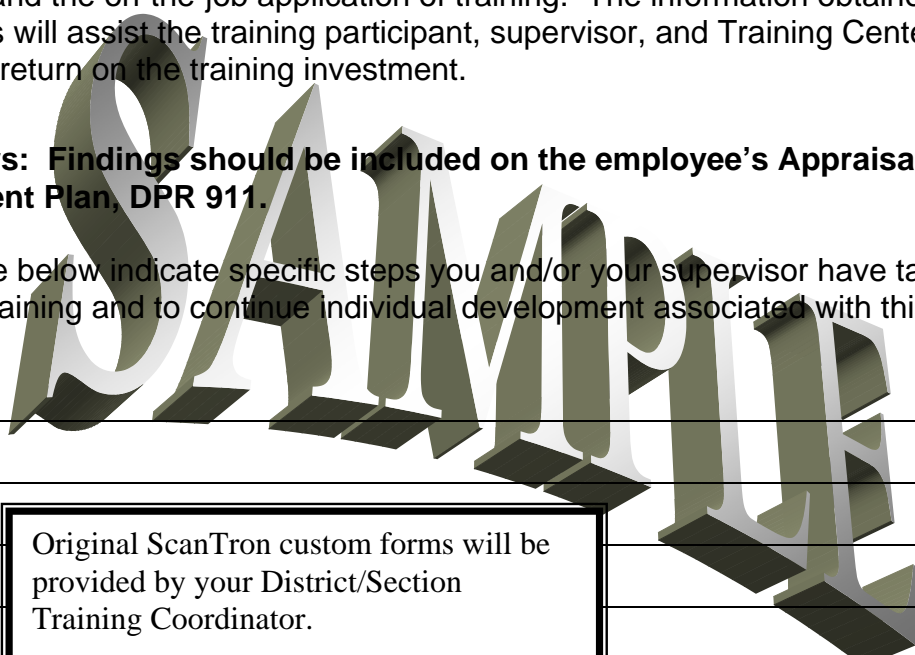 and the on-the-job application of training. The information obtaine
s will assist the training participant, supervisor, and Training Cente
return on the training investment.
vs: Findings should be included on the employee's Appraisa
ent Plan, DPR 911.
e below indicate specific steps you and/or your supervisor have ta
aining and to continue individual development associated with thi
SAMPLE
Original ScanTron custom forms will be
provided by your District/Section
Training Coordinator.